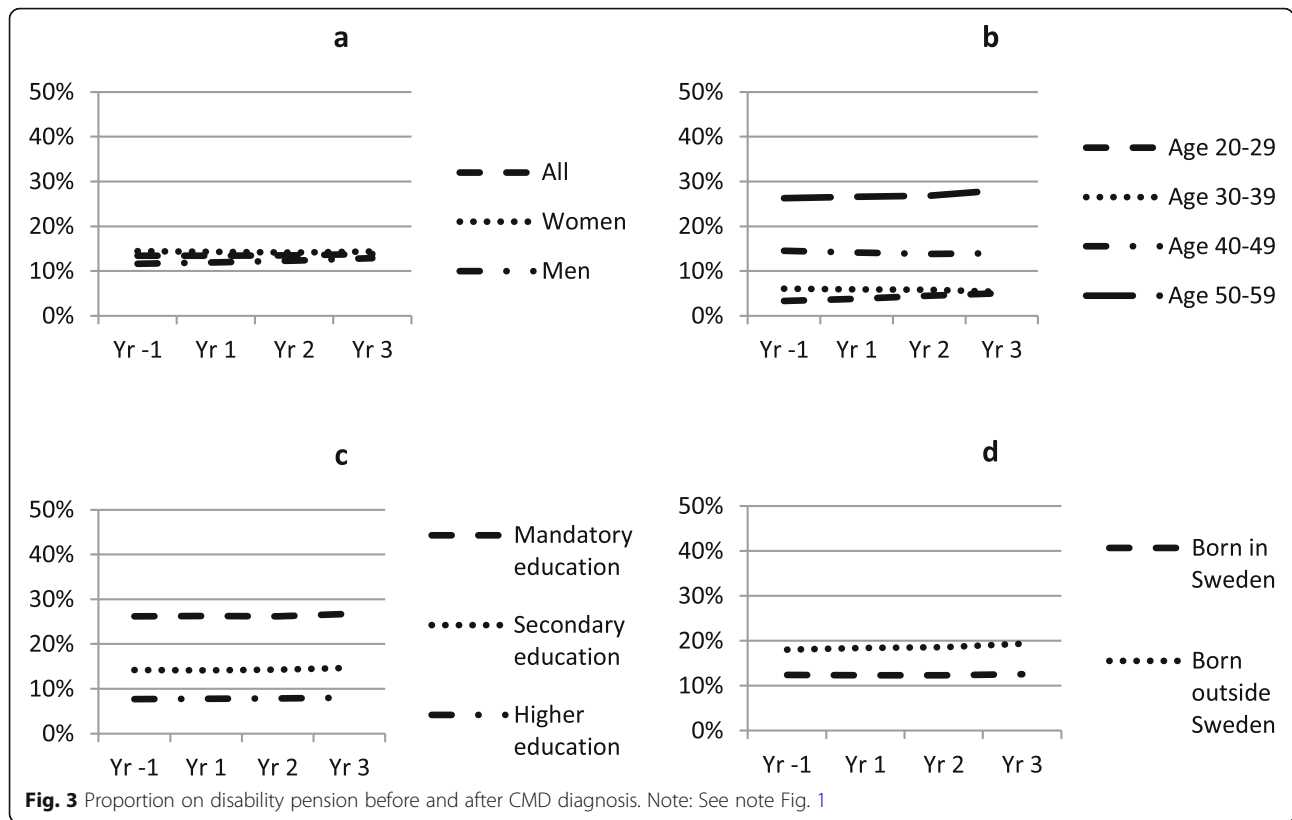 a
50%
40%
30%
20%
10%
0%
Yr -1 Yr 1 Yr 2 Yr 3
All
Women
Men
b
50%
40%
30%
20%
10%
0%
Yr -1 Yr 1 Yr 2 Yr 3
Age 20-29
Age 30-39
Age 40-49
Age 50-59
c
50%
40%
30%
20%
10%
0%
Yr -1 Yr 1 Yr 2 Yr 3
Mandatory
education
Secondary
education
Higher
education
d
50%
40%
30%
20%
10%
0%
Yr -1 Yr 1 Yr 2 Yr 3
Born in
Sweden
Born
outside
Sweden
Fig. 3 Proportion on disability pension before and after CMD diagnosis. Note: See note Fig. 1